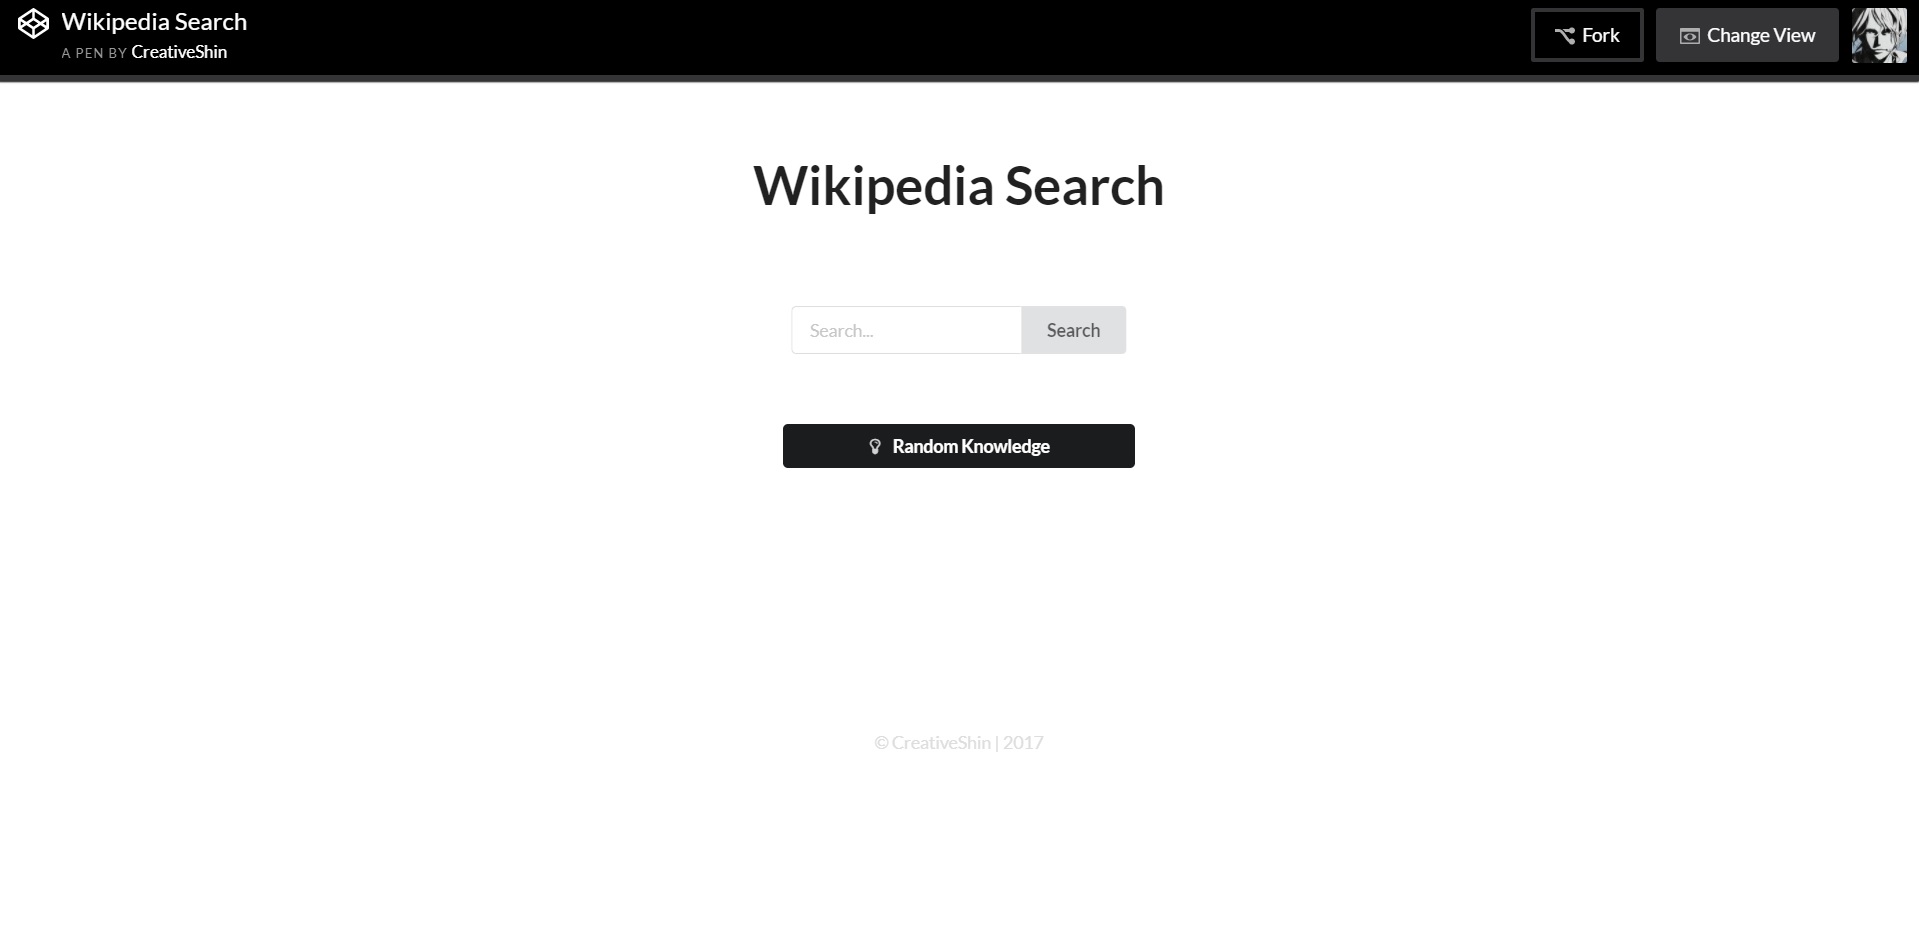 Wikipedia Search
A PEN BY CreativeShin
Fork
Change View
Wikipedia Search
Search...
Search
Random Knowledge
© CreativeShin | 2017